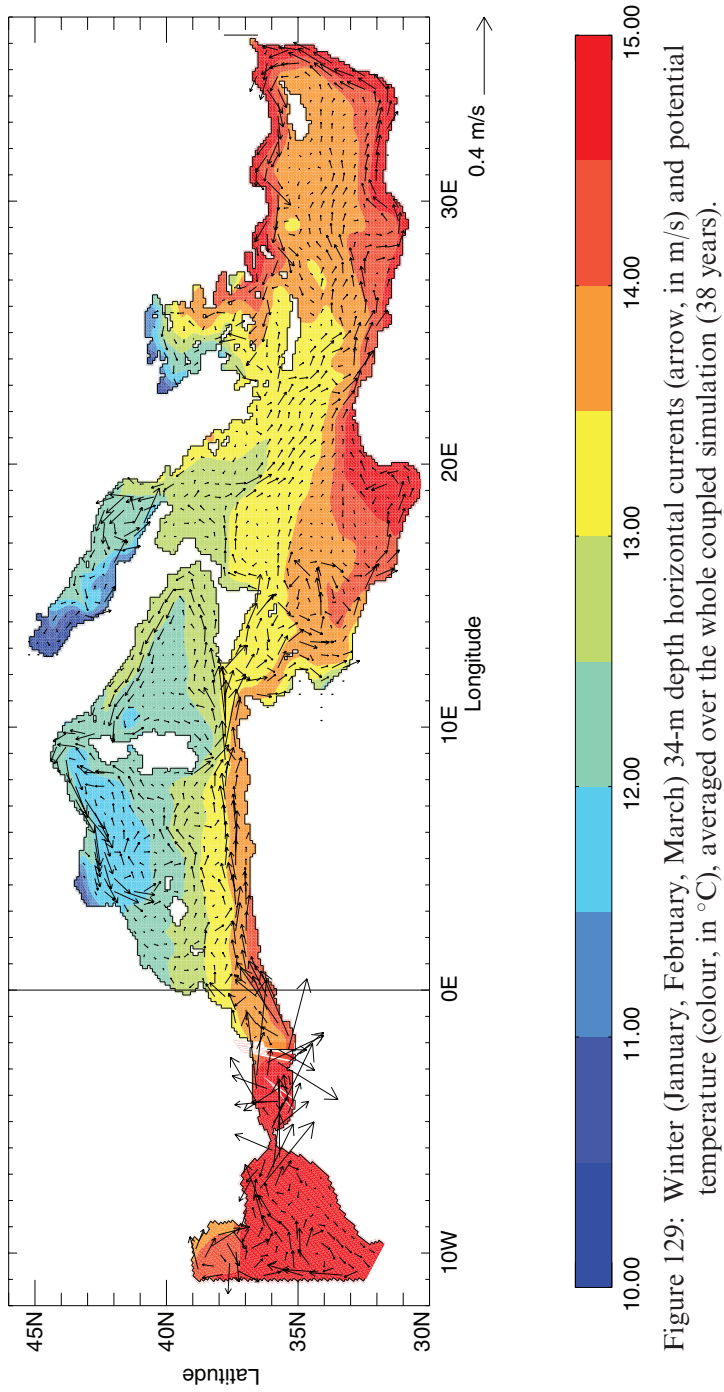 45N
40N
35N
30N
Latitude
10W
0E
10E
20E
30E
Longitude
0.4 m/s
10.00
11.00
12.00
13.00
14.00
15.00
Figure 129: Winter (January, February, March) 34-m depth horizontal currents (arrow, in m/s) and potential
temperature (colour, in °C), averaged over the whole coupled simulation (38 years).